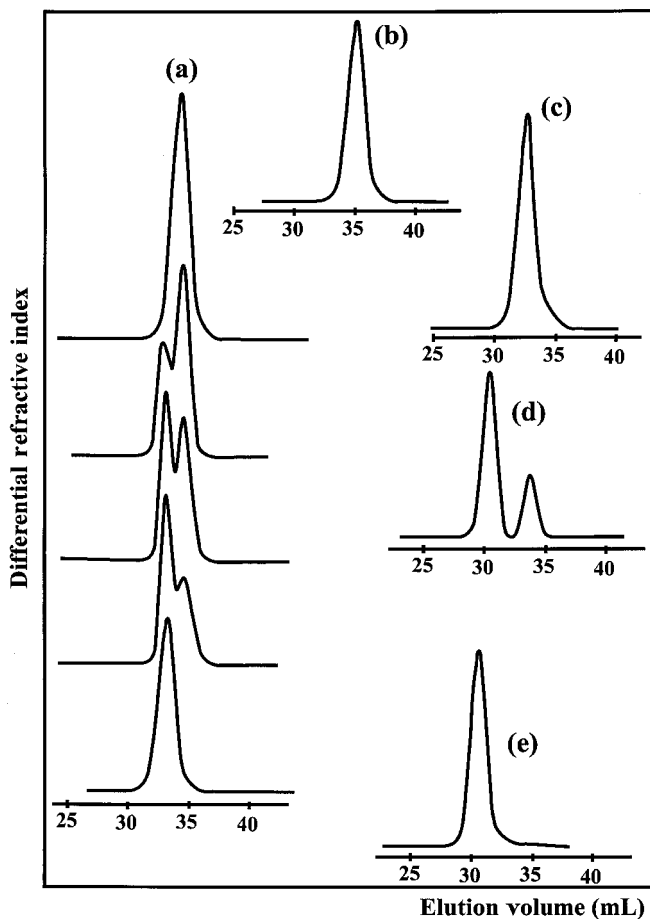 (a)
(b)
25 30 35 40
(c)
25 30 35 40
(d)
25 30 35 40
(e)
25 30 35 40
25 30 35 40
Differential refractive index
Elution volume (mL)